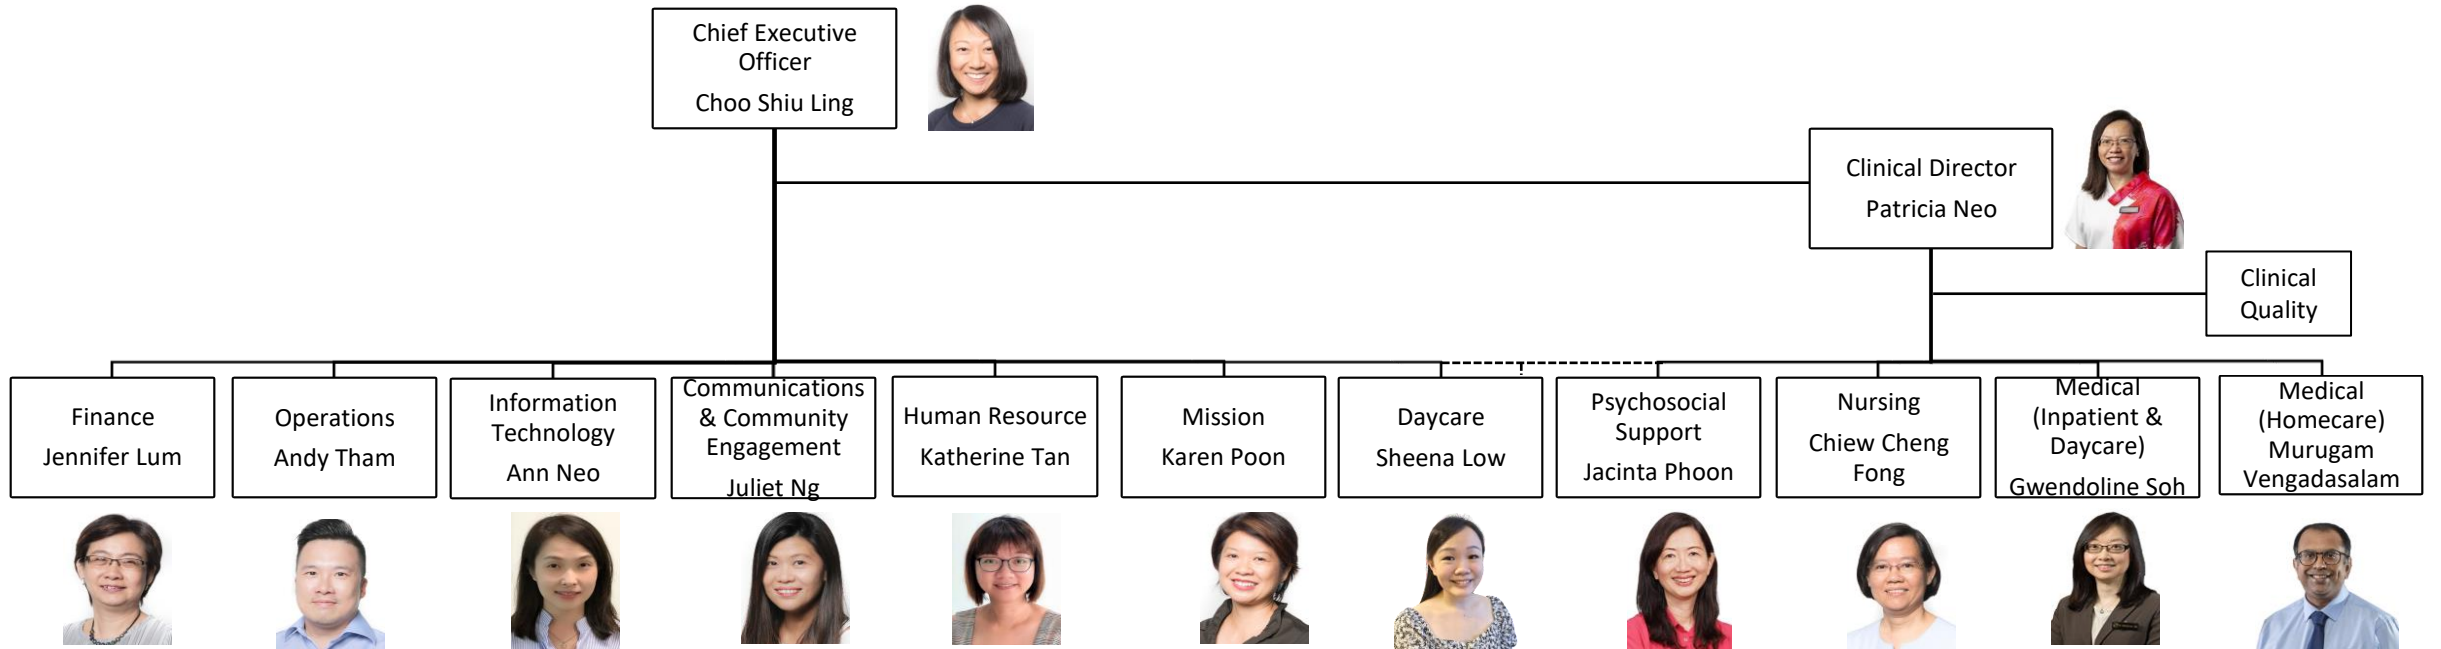 Chief Executive
Officer
Choo Shiu Ling
Clinical Director
Patricia Neo
Clinical
Quality
Finance
Jennifer Lum
Operations
Andy Tham
Information
Technology
Ann Neo
Communications
& Community
Engagement
Juliet Ng
Human Resource
Katherine Tan
Mission
Karen Poon
Daycare
Sheena Low
Psychosocial
Support
Jacinta Phoon
Nursing
Chiew Cheng
Fong
Medical
(Inpatient &
Daycare)
Gwendoline Soh
Medical
(Homecare)
Murugam
Vengadasalam